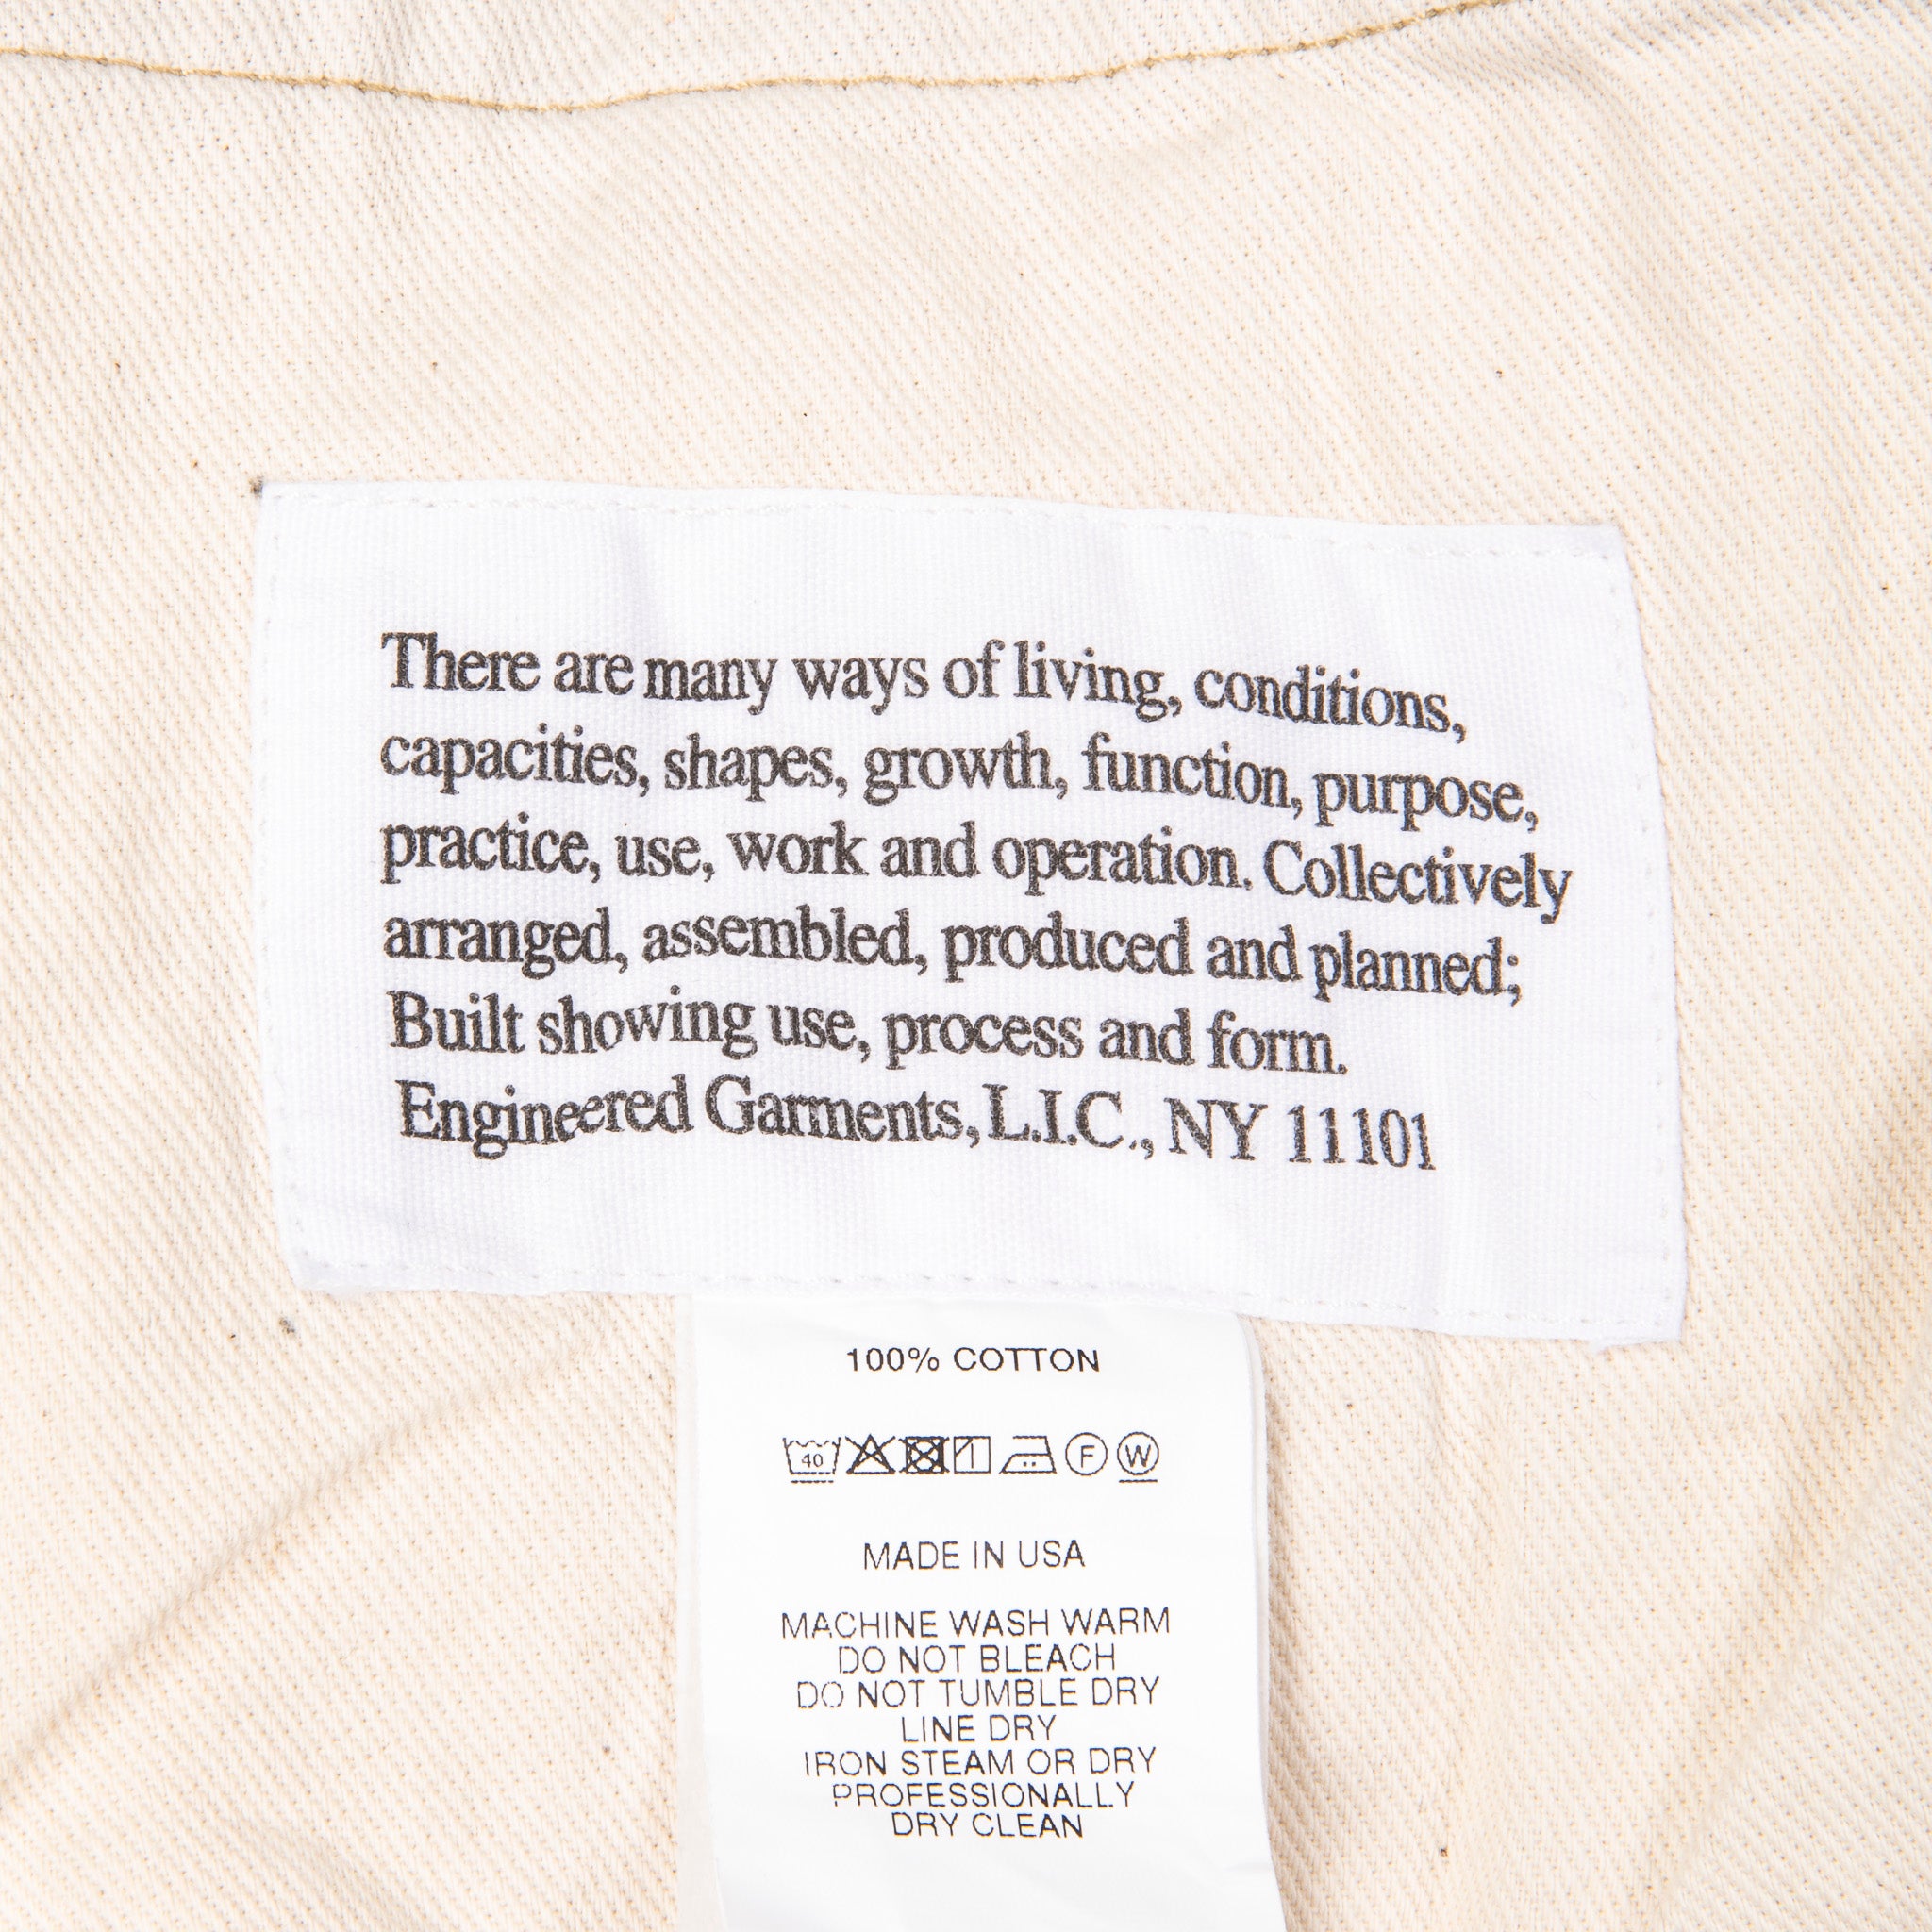 There are many ways of living, conditions,
capacities, shapes, growth, function, purpose,
practice, use, work and operation. Collectively
arranged, assembled, produced and planned;
Built showing use, process and form.
Engineered Garments, L.I.C., NY 11101
100% COTTON
40 F W
MADE IN USA
MACHINE WASH WARM
DO NOT BLEACH
DO NOT TUMBLE DRY
LINE DRY
IRON STEAM OR DRY
PROFESSIONALLY
DRY CLEAN